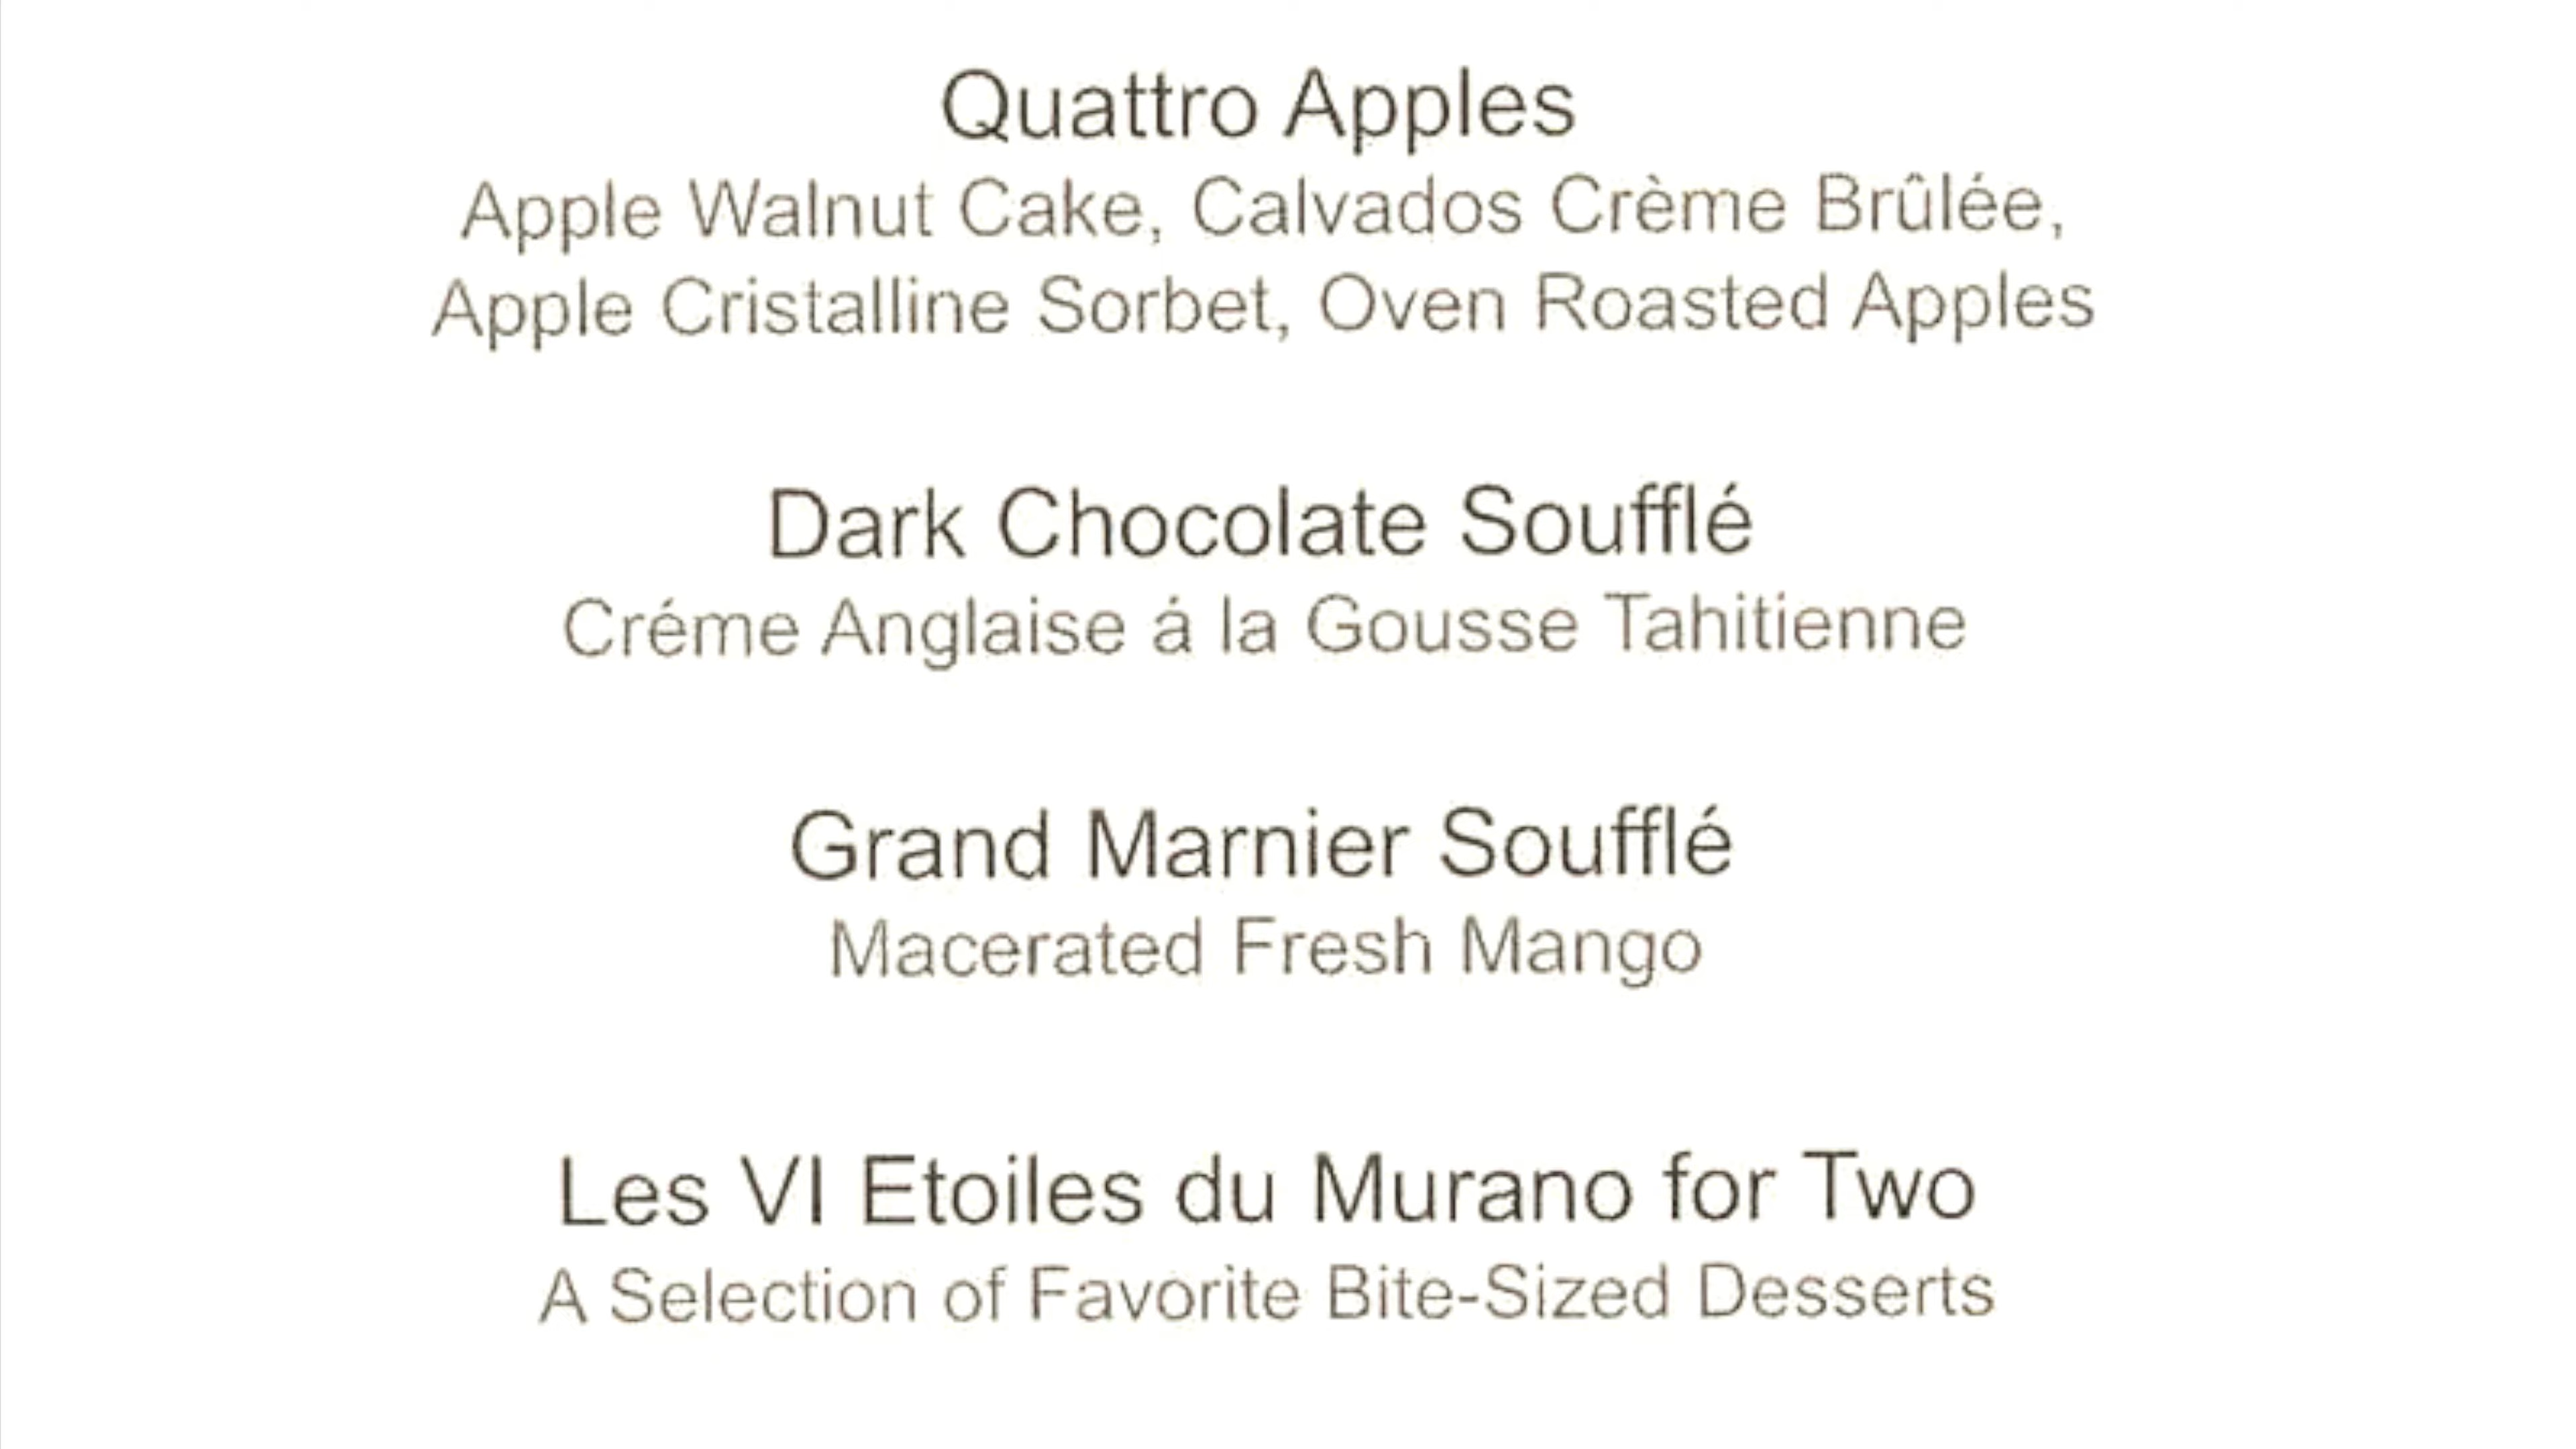 Quattro Apples
Apple Walnut Cake, Calvados Crème Brûlée,
Apple Cristalline Sorbet, Oven Roasted Apples
Dark Chocolate Soufflé
Créme Anglaise á la Gousse Tahitienne
Grand Marnier Soufflé
Macerated Fresh Mango
Les VI Etoiles du Murano for Two
A Selection of Favorite Bite-Sized Desserts